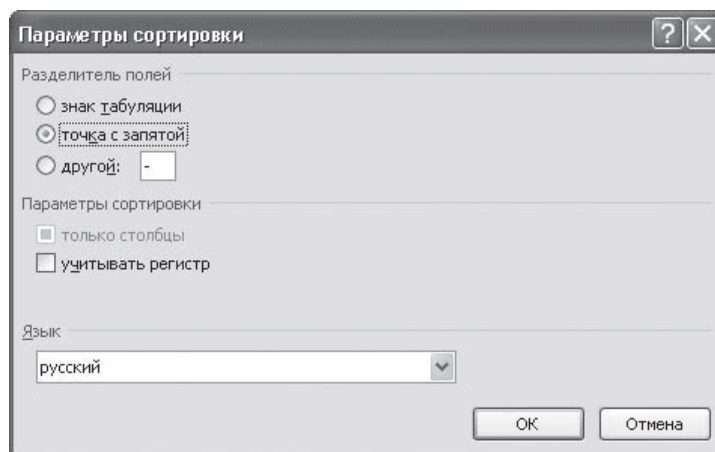 Параметры сортировки
Разделитель полей
знак табуляции
точка с запятой
другой: -
Параметры сортировки
только столбцы
учитывать регистр
Язык
русский
ОК Отмена